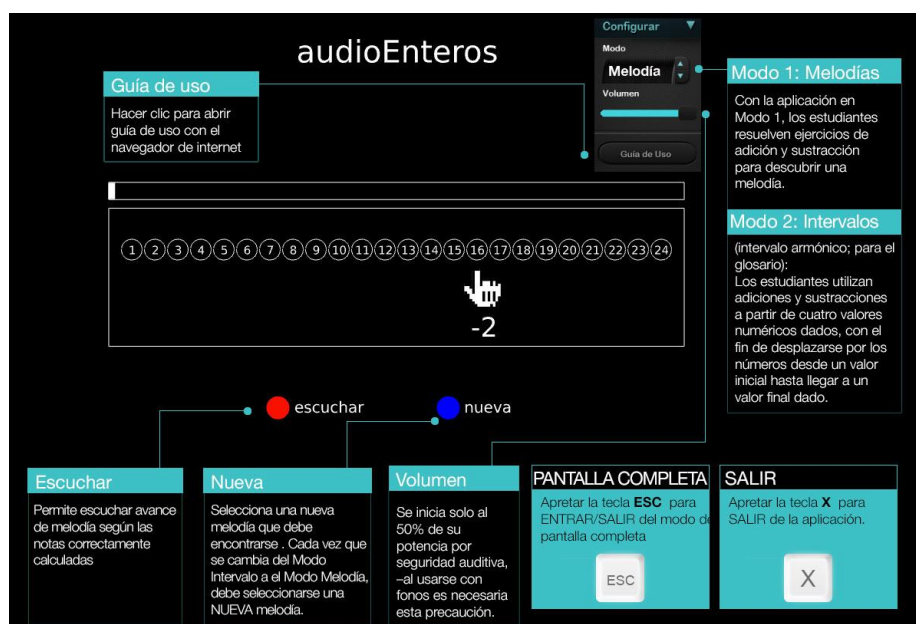 audioEnteros
Configurar
Modo
Melodía
Volumen
Guía de Uso
Guía de uso
Hacer clic para abrir
guía de uso con el
navegador de internet
Modo 1: Melodías
Con la aplicación en
Modo 1, los estudiantes
resuelven ejercicios de
adición y sustracción
para descubrir una
melodía.
Modo 2: Intervalos
(intervalo armónico; para el
glosario):
Los estudiantes utilizan
adiciones y sustracciones
a partir de cuatro valores
numéricos dados, con el
fin de desplazarse por los
números desde un valor
inicial hasta llegar a un
valor final dado.
1 2 3 4 5 6 7 8 9 10 11 12 13 14 15 16 17 18 19 20 21 22 23 24
-2
escuchar
nueva
Escuchar
Permite escuchar avance
de melodía según las
notas correctamente
calculadas
Nueva
Selecciona una nueva
melodía que debe
encontrarse . Cada vez que
se cambia del Modo
Intervalo a el Modo Melodía,
debe seleccionarse una
NUEVA melodía.
Volumen
Se inicia solo al
50% de su
potencia por
seguridad auditiva,
–al usarse con
fonos es necesaria
esta precaución.
PANTALLA COMPLETA
Apretar la tecla ESC para
ENTRAR/SALIR del modo de
pantalla completa
ESC
SALIR
Apretar la tecla X para
SALIR de la aplicación.
X